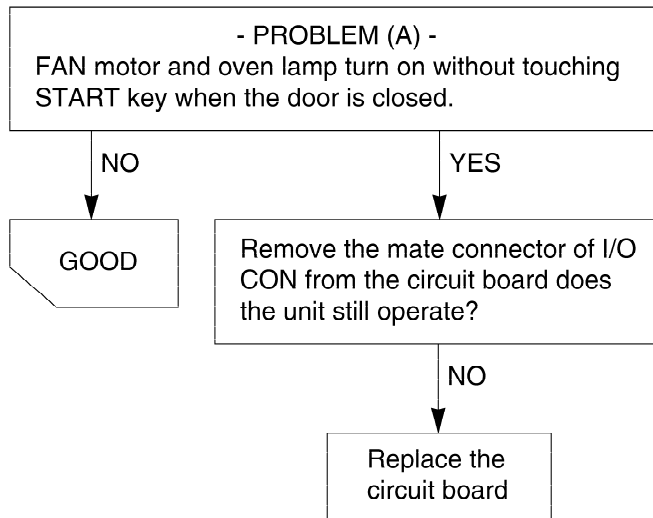 - PROBLEM (A) -
FAN motor and oven lamp turn on without touching
START key when the door is closed.
NO
YES
GOOD
Remove the mate connector of I/O
CON from the circuit board does
the unit still operate?
NO
Replace the
circuit board